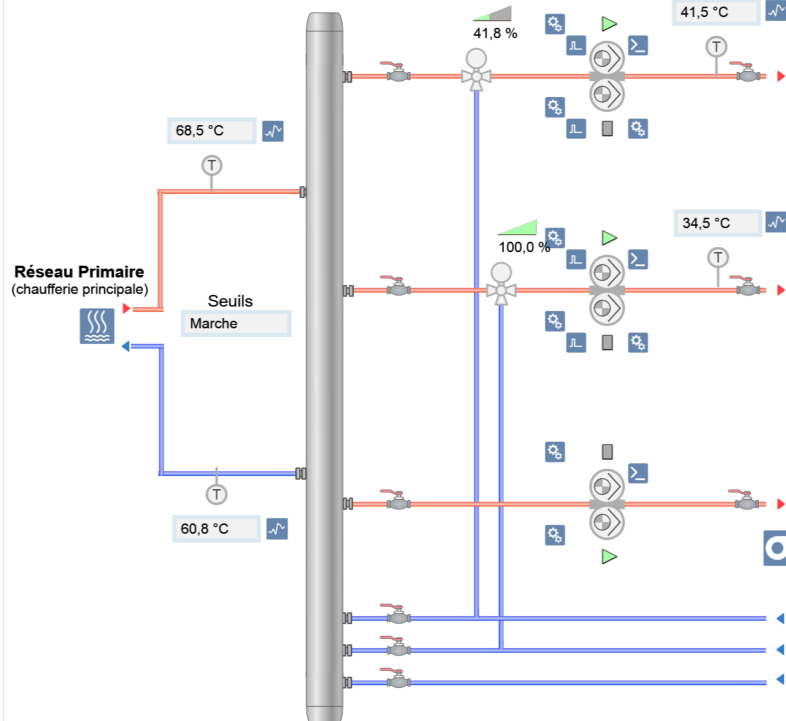 41,5 °C
41,8 %
T
68,5 °C
T
34,5 °C
100,0 %
T
Réseau Primaire
(chaufferie principale)
Seuils
Marche
T
60,8 °C